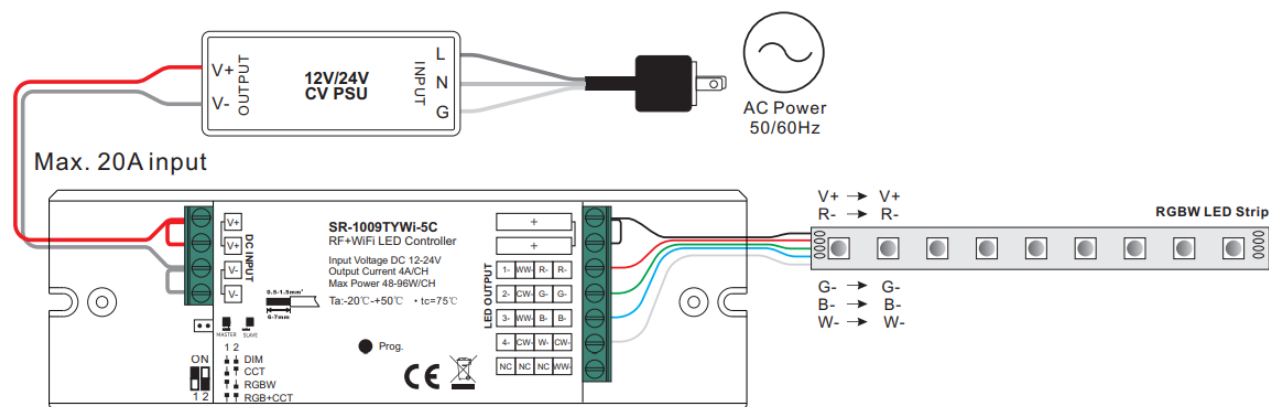 V+
V-
OUTPUT
12V/24V
CV PSU
INPUT
L
N
G
AC Power
50/60Hz
Max. 20A input
V+
V+
V-
V-
DC INPUT
0.5-1.5mm²
6-7mm
MASTER SLAVE
1 2
DIM
CCT
RGBW
RGB+CCT
ON
1 2
SR-1009TYWi-5C
RF+WiFi LED Controller
Input Voltage DC 12-24V
Output Current 4A/CH
Max Power 48-96W/CH
Ta:-20℃-+50℃ • tc=75℃
Prog.
CE
LED OUTPUT
+
+
1- WW- R- R-
2- CW- G- G-
3- WW- B- B-
4- CW- W- CW-
NC NC NC WW-
V+ → V+
R- → R-
RGBW LED Strip
G- → G-
B- → B-
W- → W-